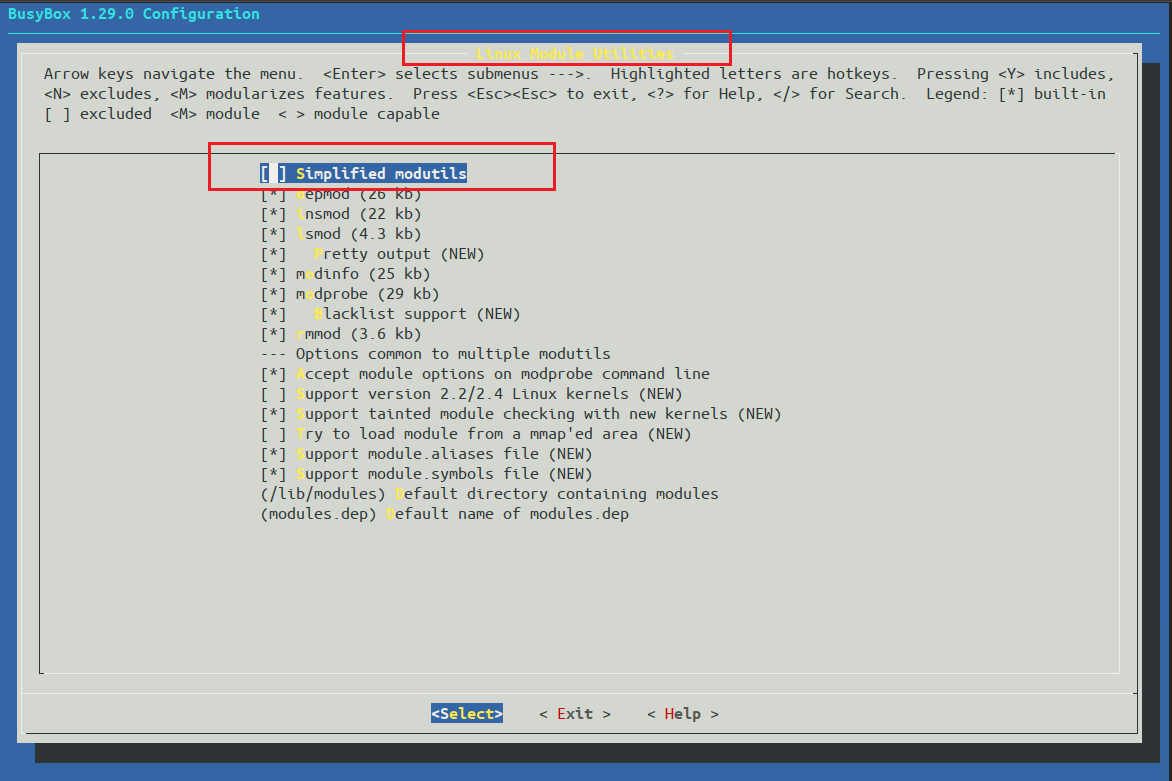 BusyBox 1.29.0 Configuration
Linux Module Utilities
Arrow keys navigate the menu.  <Enter> selects submenus --->.  Highlighted letters are hotkeys.  Pressing <Y> includes,
<N> excludes, <M> modularizes features.  Press <Esc><Esc> to exit, <?> for Help, </> for Search.  Legend: [*] built-in
[ ] excluded  <M> module  < > module capable
[ ] Simplified modutils
[*] depmod (26 kb)
[*] insmod (22 kb)
[*] lsmod (4.3 kb)
[*]   Pretty output (NEW)
[*] modinfo (25 kb)
[*] modprobe (29 kb)
[*]   Blacklist support (NEW)
[*] rmmod (3.6 kb)
--- Options common to multiple modutils
[*] Accept module options on modprobe command line
[ ] Support version 2.2/2.4 Linux kernels (NEW)
[*] Support tainted module checking with new kernels (NEW)
[ ] Try to load module from a mmap'ed area (NEW)
[*] Support module.aliases file (NEW)
[*] Support module.symbols file (NEW)
(/lib/modules) Default directory containing modules
(modules.dep) Default name of modules.dep
<Select>    < Exit >    < Help >